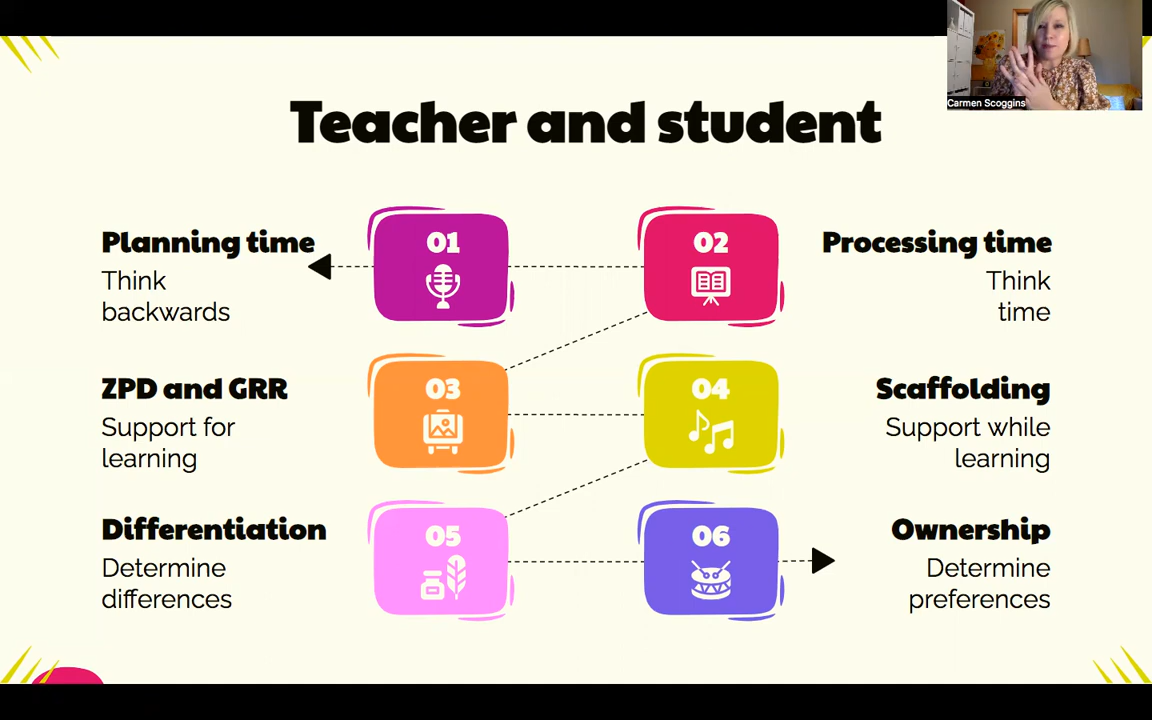 Carmen Scoggins
Teacher and student
Planning time
Think
backwards
01
02
Processing time
Think
time
ZPD and GRR
Support for
learning
03
04
Scaffolding
Support while
learning
Differentiation
Determine
differences
05
06
Ownership
Determine
preferences